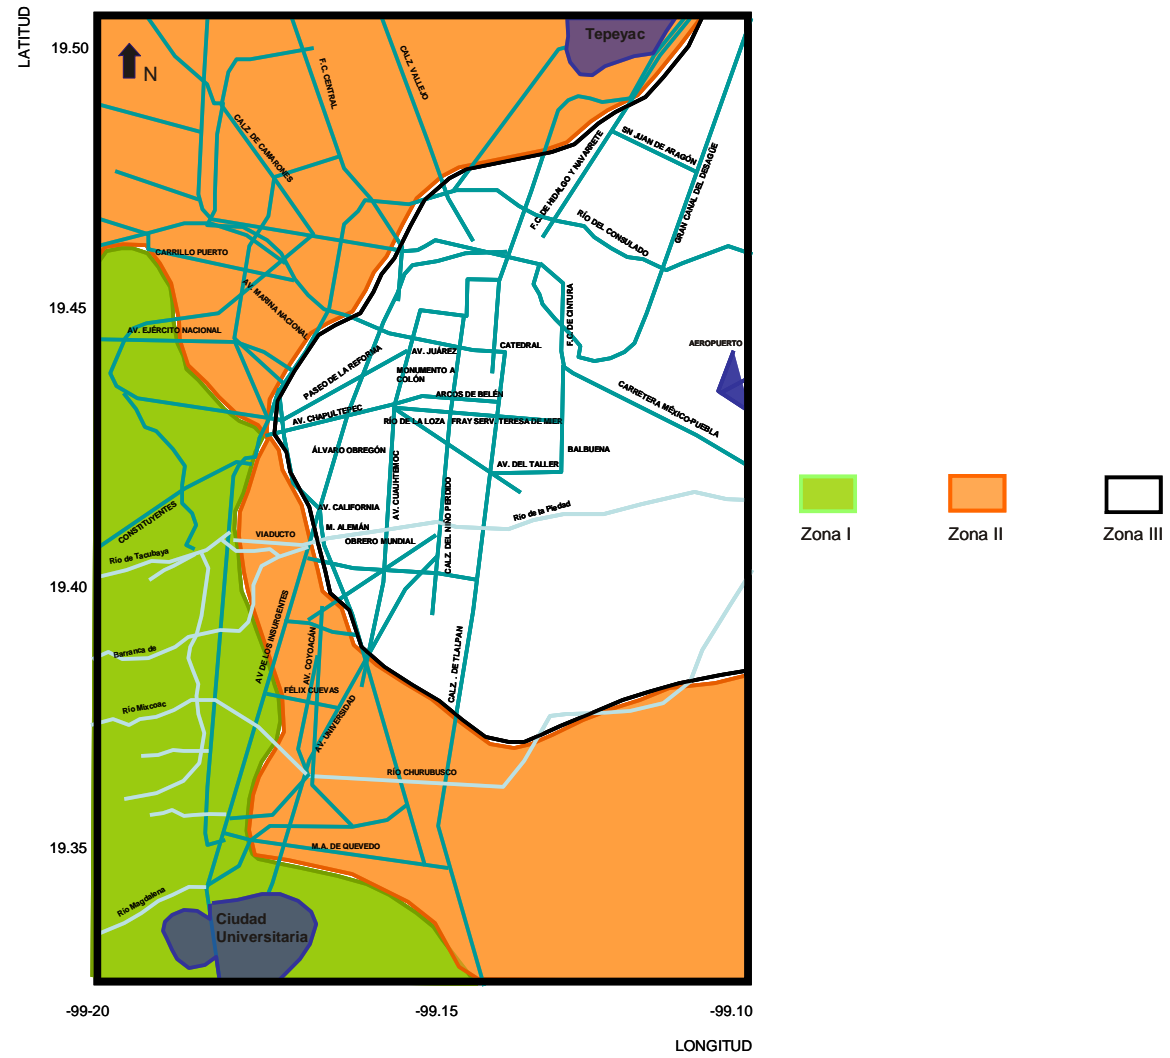 LATITUD
19.50
19.45
19.40
19.35
N
Tepeyac
F.C. CENTRAL
CALZ. VALLEJO
CALZ. DE CAMARONES
SN JUAN DE ARAGÓN
F.C. DE HIDALGO Y NAVARRETE
GRAN CANAL DEL DESAGÜE
RÍO DEL CONSULADO
CARRILLO PUERTO
AV. MARINA NACIONAL
AV. EJÉRCITO NACIONAL
F.C. DE CINTURA
AEROPUERTO
CATEDRAL
AV. JUÁREZ
PASEO DE LA REFORMA
MONUMENTO A
COLÓN
ARCOS DE BELÉN
CARRETERA MÉXICO-PUEBLA
AV. CHAPULTEPEC
RÍO DE LA LOZA
FRAY SERV. TERESA DE MIER
ÁLVARO OBREGÓN
BALBUENA
AV. DEL TALLER
AV. CUAUHTEMOC
CALZ. DEL NIÑO PERDIDO
AV. CALIFORNIA
Río de la Piedad
CONSTITUYENTES
M. ALEMÁN
VIADUCTO
OBRERO MUNDIAL
Río de Tacubaya
AV DE LOS INSURGENTES
AV. COYOACÁN
Barranca de
CALZ . DE TLALPAN
FÉLIX CUEVAS
Río Mixcoac
AV. UNIVERSIDAD
RÍO CHURUBUSCO
M.A. DE QUEVEDO
Río Magdalena
Ciudad
Universitaria
Zona I
Zona II
Zona III
-99-20
-99.15
-99.10
LONGITUD